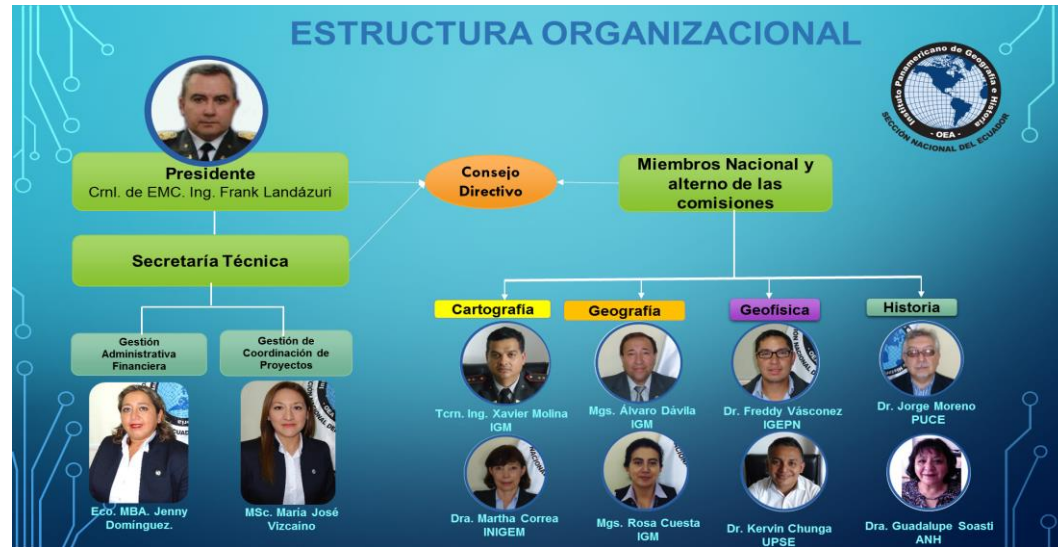 ESTRUCTURA ORGANIZACIONAL
Instituto Panamericano de Geografía e Historia
- OEA -
SECCIÓN NACIONAL DEL ECUADOR
Presidente
Crnl. de EMC. Ing. Frank Landázuri
Consejo
Directivo
Miembros Nacional y
alterno de las
comisiones
Secretaría Técnica
Gestión
Administrativa
Financiera
Gestión de
Coordinación de
Proyectos
Eco. MBA. Jenny
Domínguez.
MSc. María José
Vizcaino
Cartografía
Tcrn. Ing. Xavier Molina
IGM
Dra. Martha Correa
INIGEM
Geografía
Mgs. Álvaro Dávila
IGM
Mgs. Rosa Cuesta
IGM
Geofísica
Dr. Freddy Vásconez
IGEPN
Dr. Kervin Chunga
UPSE
Historia
Dr. Jorge Moreno
PUCE
Dra. Guadalupe Soasti
ANH